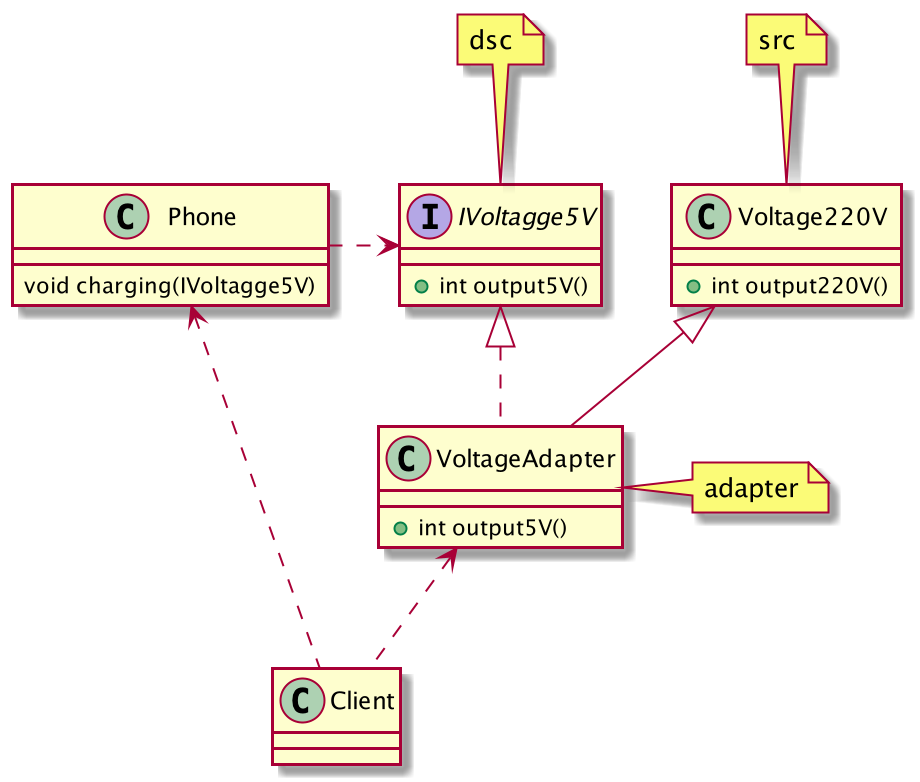 dsc
src
C Phone
void charging(IVoltagge5V)
I IVoltagge5V
int output5V()
C Voltage220V
int output220V()
C VoltageAdapter
int output5V()
adapter
C Client